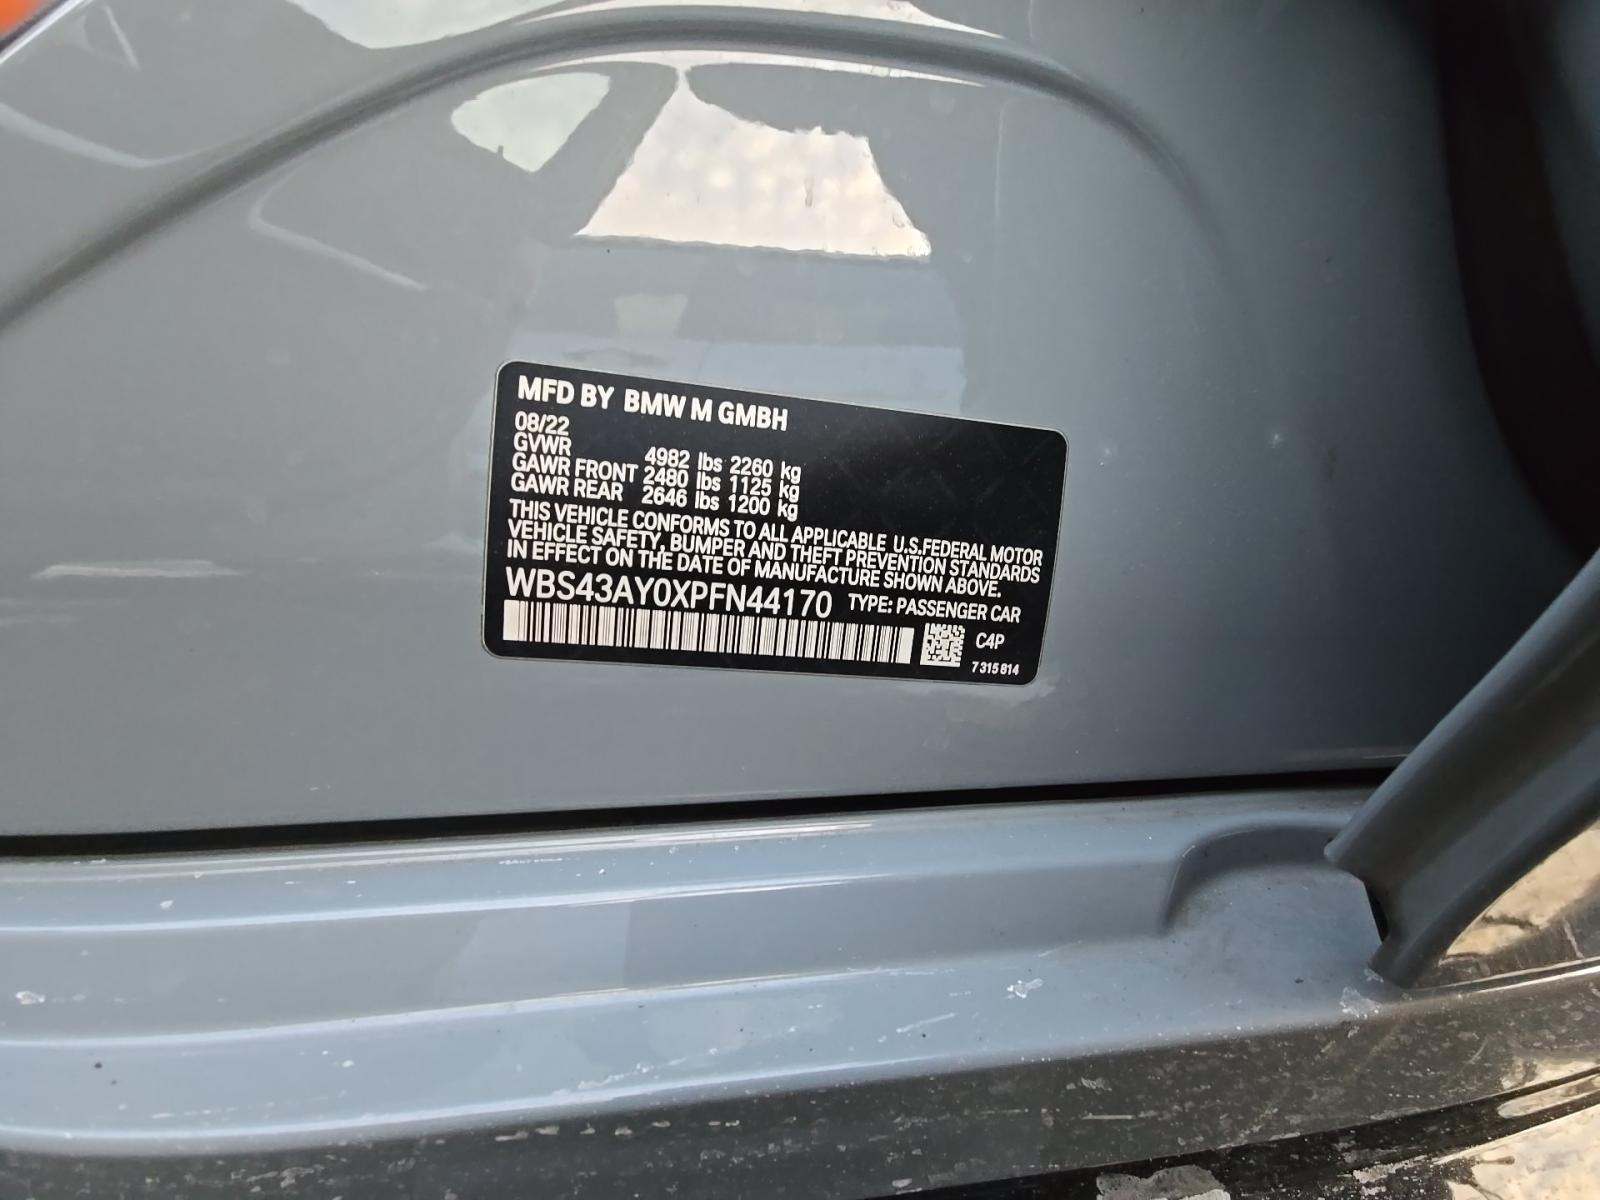 MFD BY BMW M GMBH
08/22
GVWR 4982 lbs 2260 kg
GAWR FRONT 2480 lbs 1125 kg
GAWR REAR 2646 lbs 1200 kg
THIS VEHICLE CONFORMS TO ALL APPLICABLE U.S.FEDERAL MOTOR
VEHICLE SAFETY, BUMPER AND THEFT PREVENTION STANDARDS
IN EFFECT ON THE DATE OF MANUFACTURE SHOWN ABOVE.
WBS43AY0XPFN44170 TYPE: PASSENGER CAR
C4P
7 315 814